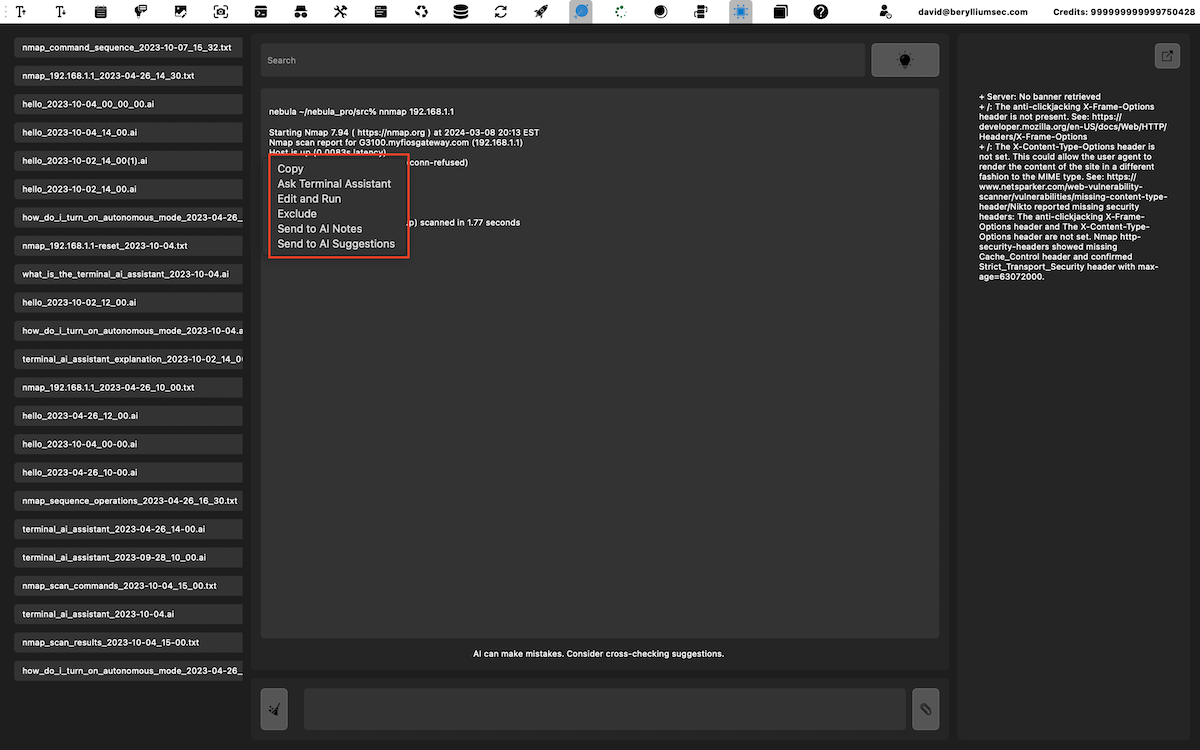 david@berylliumsec.com
Credits: 999999999999750428
nmap_command_sequence_2023-10-07_15_32.txt
nmap_192.168.1.1_2023-04-26_14_30.txt
hello_2023-10-04_00_00_00.ai
hello_2023-10-04_14_00.ai
hello_2023-10-02_14_00(1).ai
hello_2023-10-02_14_00.ai
how_do_i_turn_on_autonomous_mode_2023-04-26_
nmap_192.168.1.1-reset_2023-10-04.txt
what_is_the_terminal_ai_assistant_2023-10-04.ai
hello_2023-10-02_12_00.ai
how_do_i_turn_on_autonomous_mode_2023-10-04.a
terminal_ai_assistant_explanation_2023-10-02_14_0
nmap_192.168.1.1_2023-04-26_10_00.txt
hello_2023-04-26_12_00.ai
hello_2023-10-04_00-00.ai
hello_2023-04-26_10-00.ai
nmap_sequence_operations_2023-04-26_16_30.txt
terminal_ai_assistant_2023-04-26_14-00.ai
terminal_ai_assistant_2023-09-28_10_00.ai
nmap_scan_commands_2023-10-04_15_00.txt
terminal_ai_assistant_2023-10-04.ai
nmap_scan_results_2023-10-04_15-00.txt
how_do_i_turn_on_autonomous_mode_2023-04-26_
Search
nebula ~/nebula_pro/src% nnmap 192.168.1.1
Starting Nmap 7.94 ( https://nmap.org ) at 2024-03-08 20:13 EST
Nmap scan report for G3100.myfiosgateway.com (192.168.1.1)
Host is up (0.0083s latency)
conn-refused)
.p) scanned in 1.77 seconds
Copy
Ask Terminal Assistant
Edit and Run
Exclude
Send to AI Notes
Send to AI Suggestions
AI can make mistakes. Consider cross-checking suggestions.
+ Server: No banner retrieved
+ /: The anti-clickjacking X-Frame-Options
header is not present. See: https://
developer.mozilla.org/en-US/docs/Web/HTTP/
Headers/X-Frame-Options
+ /: The X-Content-Type-Options header is
not set. This could allow the user agent to
render the content of the site in a different
fashion to the MIME type. See: https://
www.netsparker.com/web-vulnerability-
scanner/vulnerabilities/missing-content-type-
header/Nikto reported missing security
headers: The anti-clickjacking X-Frame-
Options header and The X-Content-Type-
Options header are not set. Nmap http-
security-headers showed missing
Cache_Control header and confirmed
Strict_Transport_Security header with max-
age=63072000.